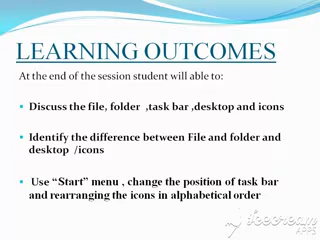 LEARNING OUTCOMES
At the end of the session student will able to:
Discuss the file, folder ,task bar ,desktop and icons
Identify the difference between File and folder and
desktop /icons
Use “Start” menu , change the position of task bar
and rearranging the icons in alphabetical order
icecream
APPS